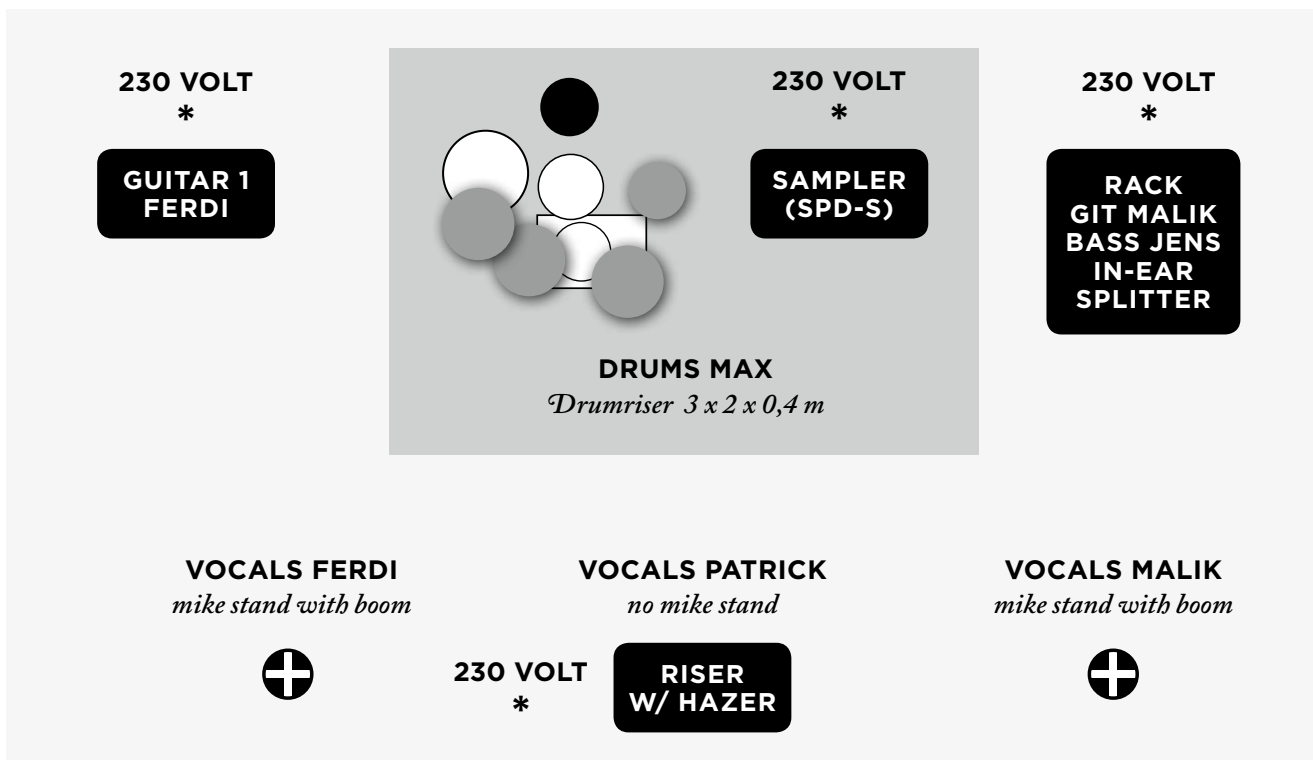 230 VOLT
*
GUITAR 1
FERDI
230 VOLT
*
SAMPLER
(SPD-S)
DRUMS MAX
Drumriser 3 x 2 x 0,4 m
230 VOLT
*
RACK
GIT MALIK
BASS JENS
IN-EAR
SPLITTER
VOCALS FERDI
mike stand with boom
VOCALS PATRICK
no mike stand
230 VOLT
*
RISER
W/ HAZER
VOCALS MALIK
mike stand with boom